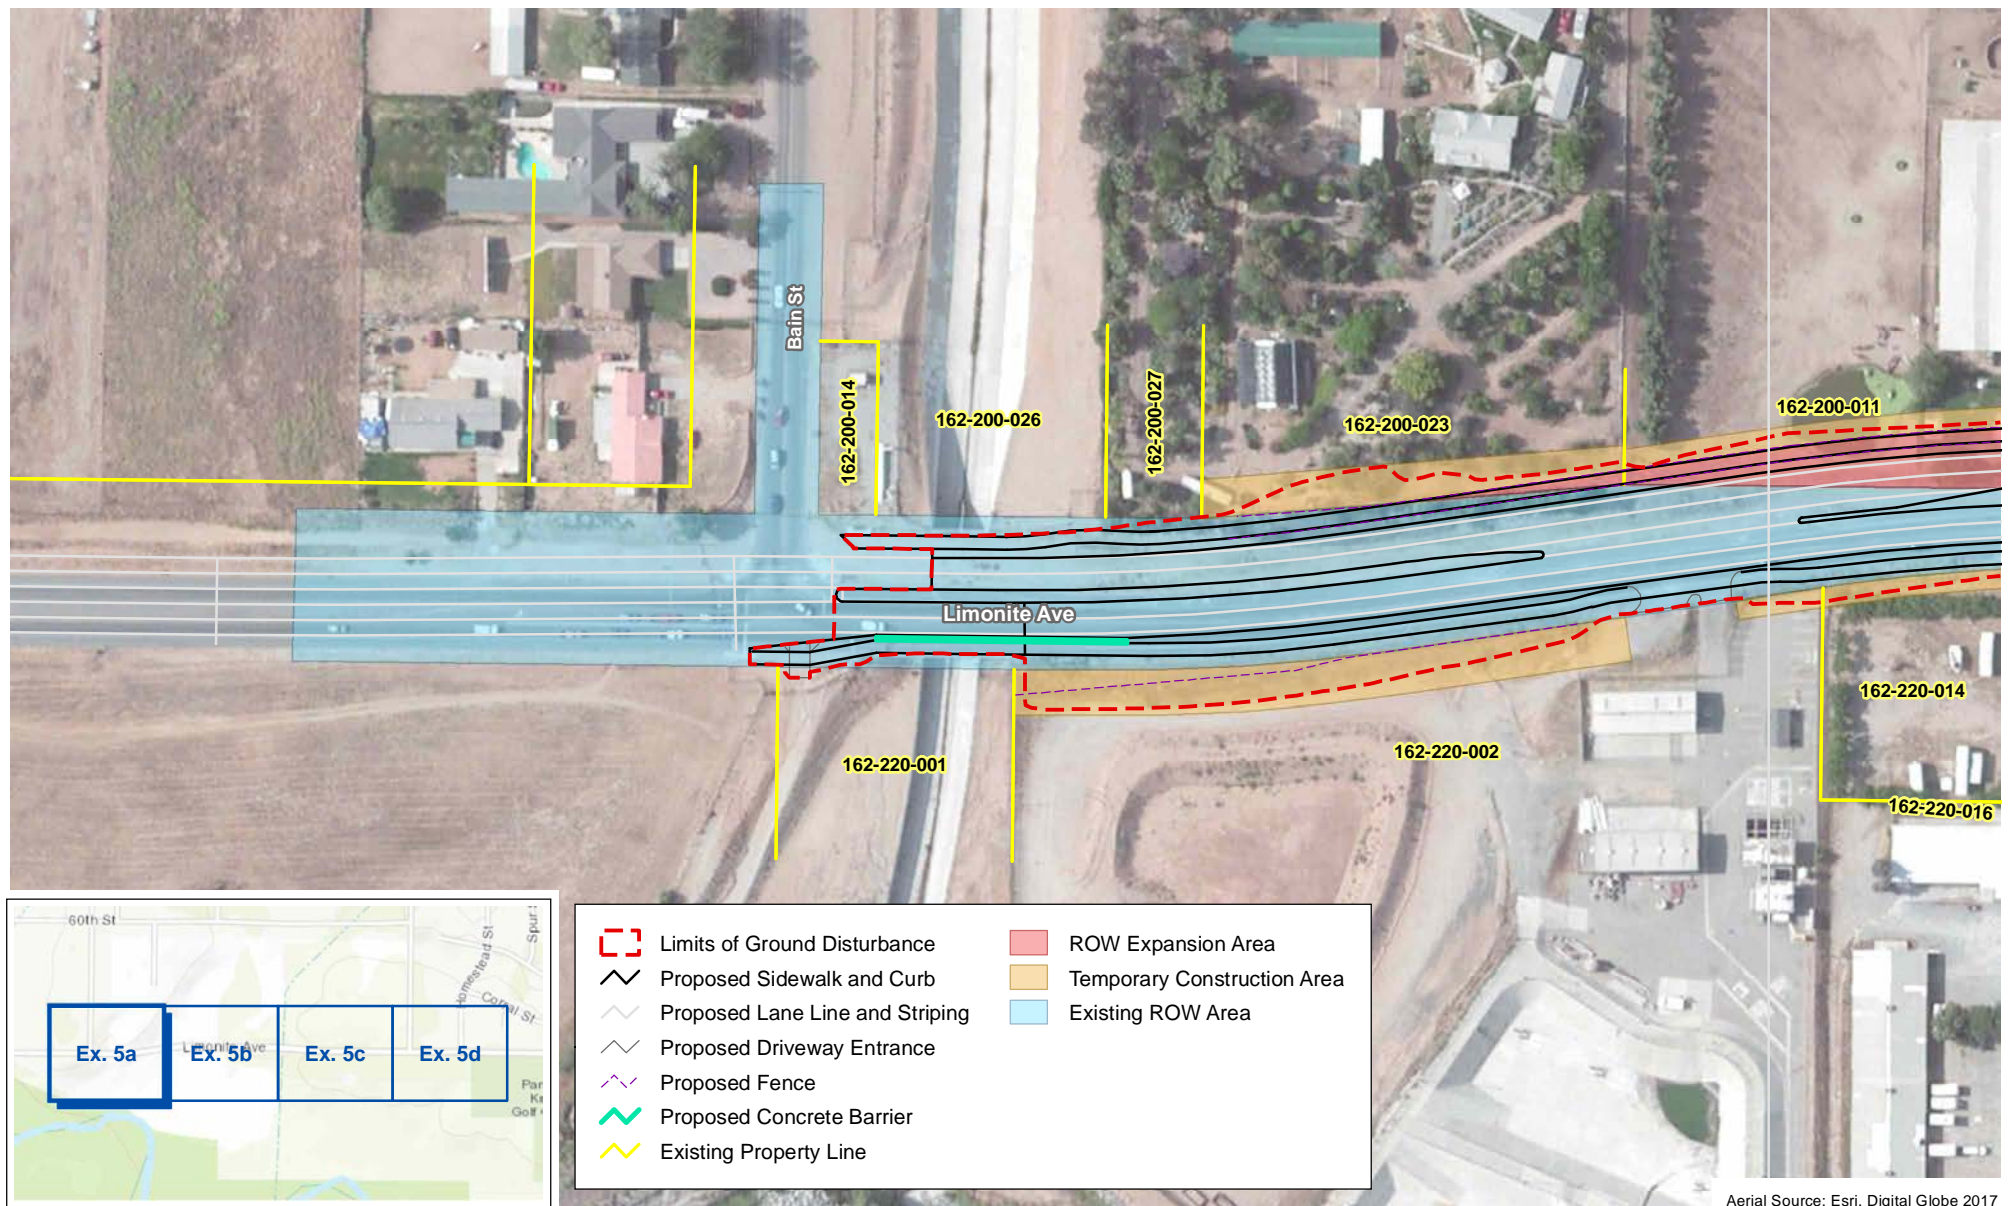 Bain St
162-200-014
162-200-026
162-200-027
162-200-023
162-200-011
Limonite Ave
162-220-001
162-220-002
162-220-014
162-220-016
60th St
Homestead St
Corral St
Limonite Ave
Ex. 5a
Ex. 5b
Ex. 5c
Ex. 5d
Golf
Limits of Ground Disturbance
Proposed Sidewalk and Curb
Proposed Lane Line and Striping
Proposed Driveway Entrance
Proposed Fence
Proposed Concrete Barrier
Existing Property Line
ROW Expansion Area
Temporary Construction Area
Existing ROW Area
Aerial Source: Esri, Digital Globe 2017